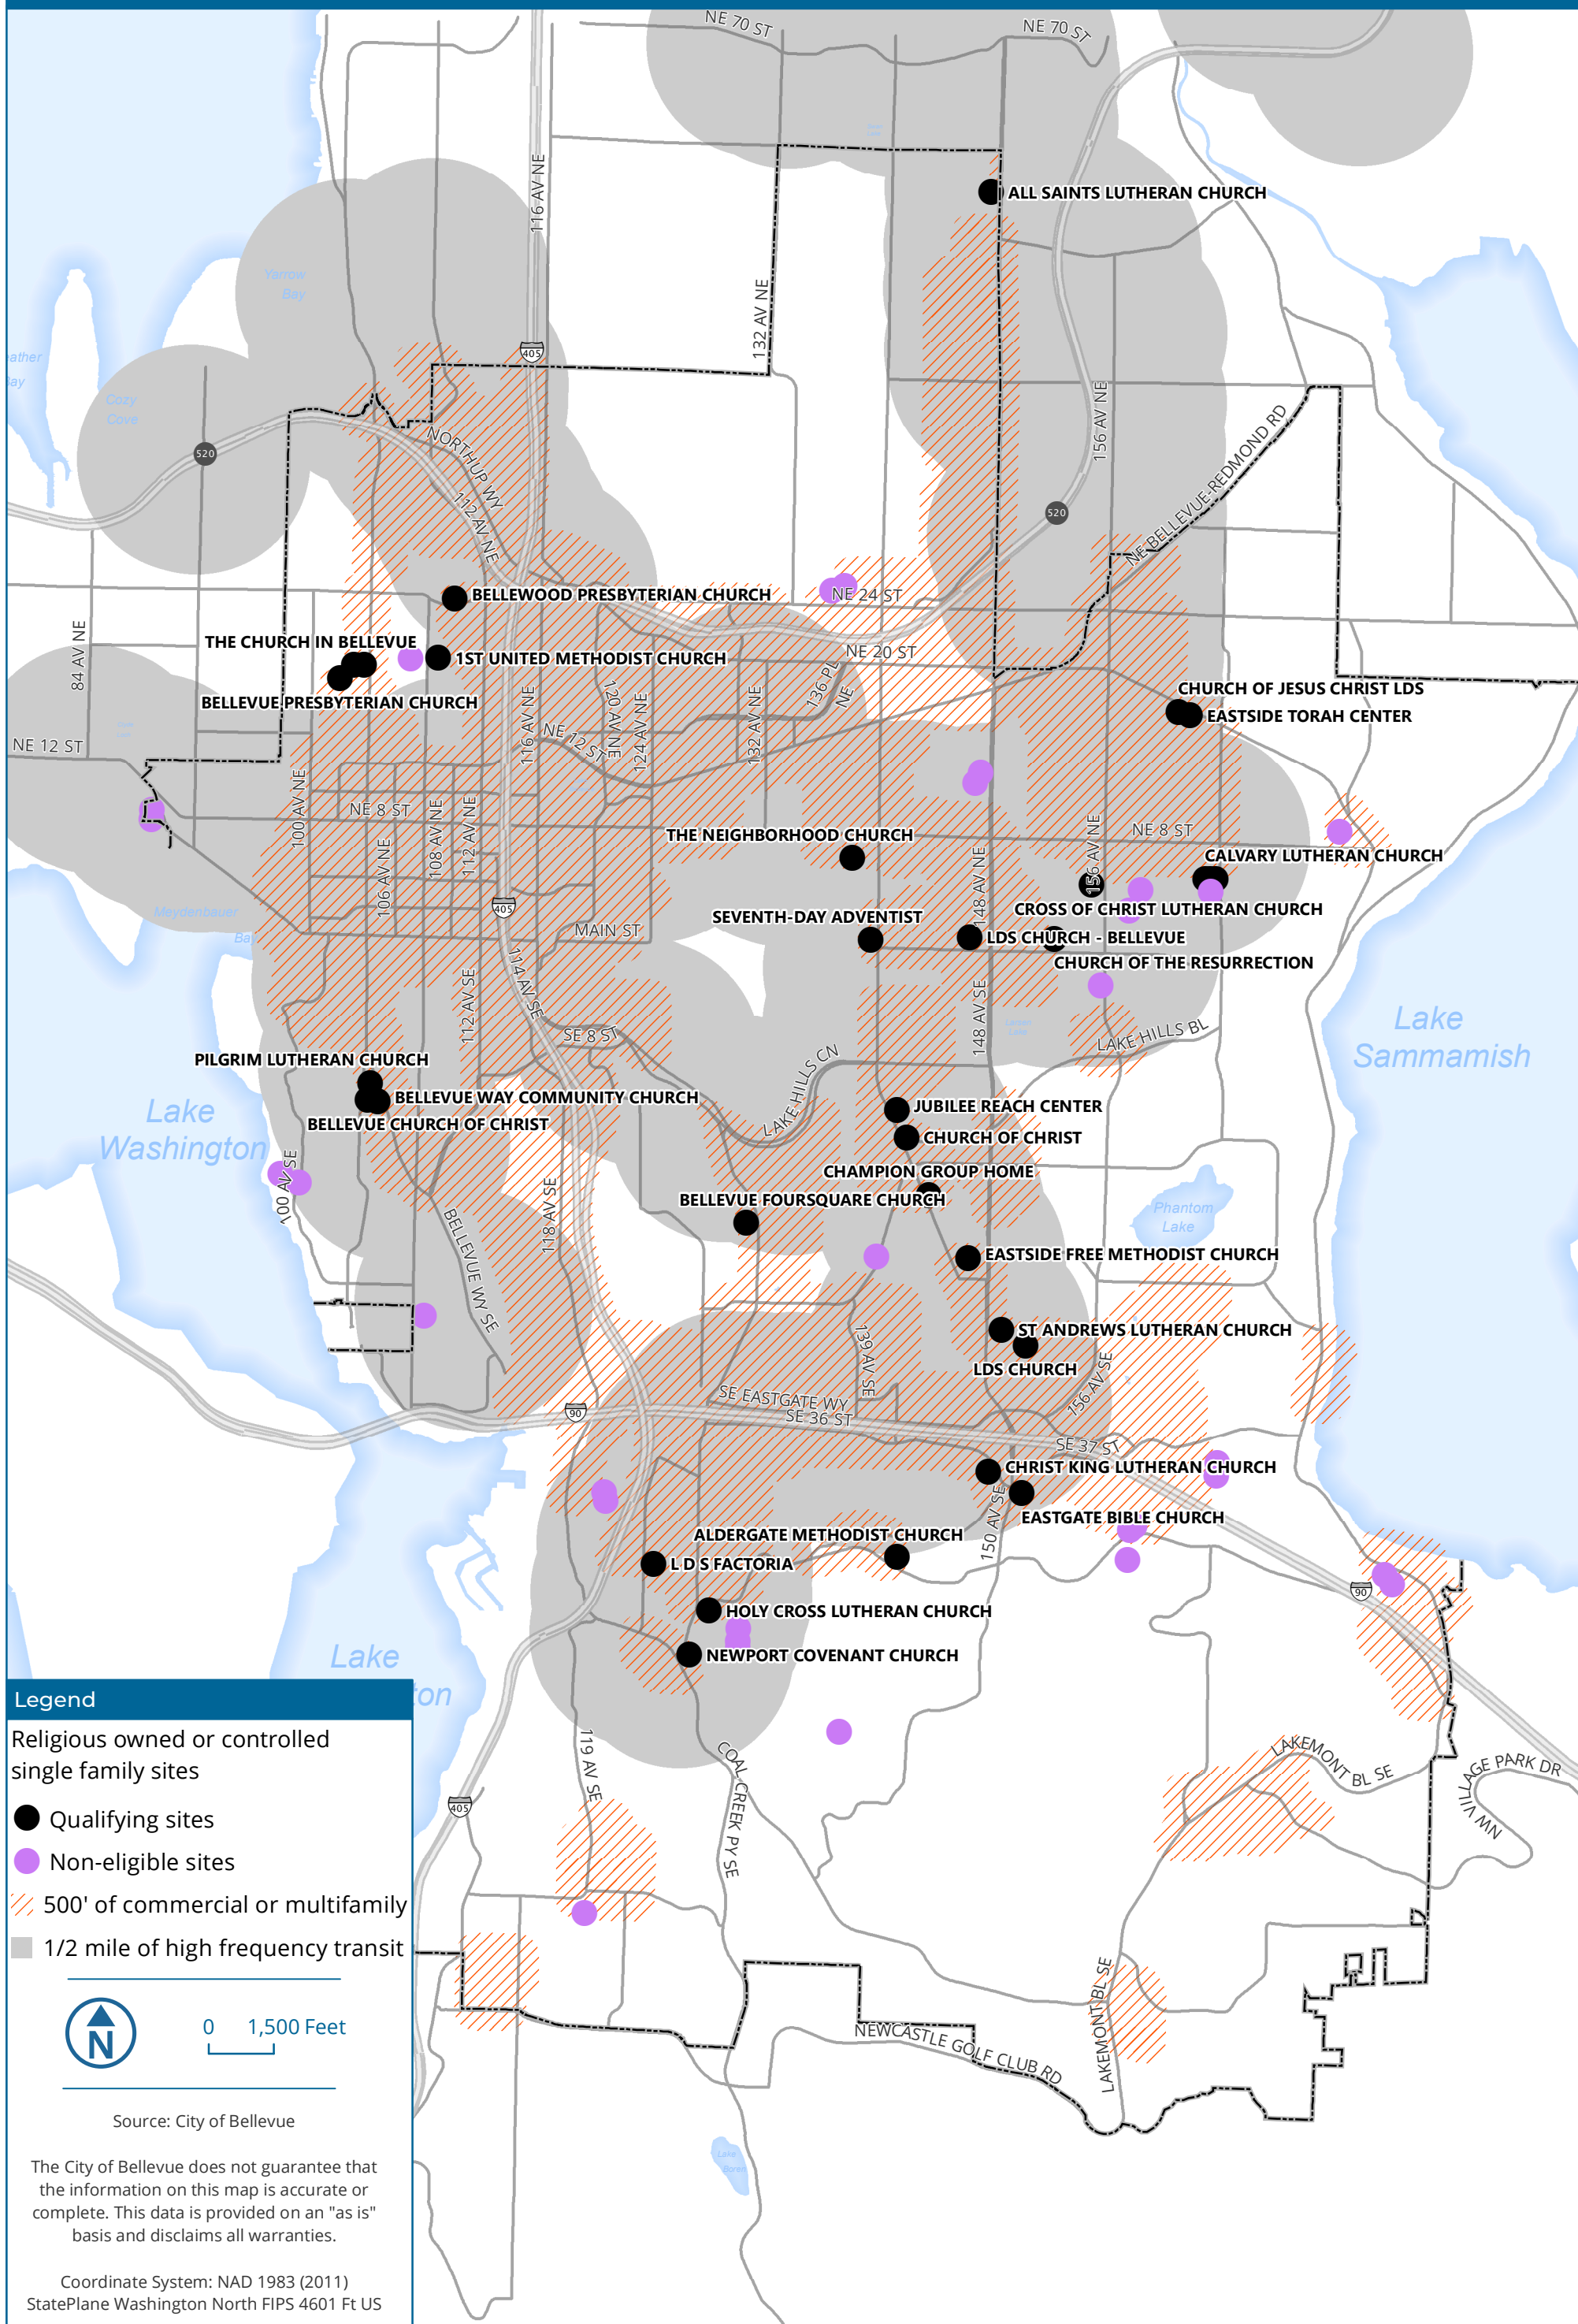 NE 70 ST
NE 70 ST
116 AV NE
ALL SAINTS LUTHERAN CHURCH
Yarrow
Bay
132 AV NE
405
Cozy
Cove
156 AV NE
NE BELLEVUE-REDMOND RD
NORTHUP WY
520
112 AV NE
520
BELLEWOOD PRESBYTERIAN CHURCH
NE 24 ST
84 AV NE
THE CHURCH IN BELLEVUE
1ST UNITED METHODIST CHURCH
NE 20 ST
BELLEVUE PRESBYTERIAN CHURCH
136 PL
NE
CHURCH OF JESUS CHRIST LDS
EASTSIDE TORAH CENTER
116 AV NE
120 AV NE
124 AV NE
132 AV NE
NE 12 ST
NE 12 ST
100 AV NE
NE 8 ST
108 AV NE
112 AV NE
106 AV NE
THE NEIGHBORHOOD CHURCH
NE 8 ST
156 AV NE
148 AV NE
CALVARY LUTHERAN CHURCH
CROSS OF CHRIST LUTHERAN CHURCH
Meydenbauer
Bay
405
SEVENTH-DAY ADVENTIST
MAIN ST
LDS CHURCH - BELLEVUE
CHURCH OF THE RESURRECTION
114 AV SE
112 AV SE
148 AV SE
SE 8 ST
LAKE HILLS BL
Lake
Sammamish
LAKE HILLS CN
PILGRIM LUTHERAN CHURCH
BELLEVUE WAY COMMUNITY CHURCH
BELLEVUE CHURCH OF CHRIST
Lake
Washington
JUBILEE REACH CENTER
CHURCH OF CHRIST
CHAMPION GROUP HOME
BELLEVUE FOURSQUARE CHURCH
100 AV SE
118 AV SE
Phantom
Lake
BELLEVUE WY SE
EASTSIDE FREE METHODIST CHURCH
ST ANDREWS LUTHERAN CHURCH
LDS CHURCH
139 AV SE
156 AV SE
SE EASTGATE WY
SE 36 ST
90
SE 37 ST
CHRIST KING LUTHERAN CHURCH
EASTGATE BIBLE CHURCH
150 AV SE
ALDERGATE METHODIST CHURCH
L D S FACTORIA
90
HOLY CROSS LUTHERAN CHURCH
NEWPORT COVENANT CHURCH
Lake
ton
119 AV SE
COAL CREEK PY SE
LAKEMONT BL SE
NW VILLAGE PARK DR
405
LAKEMONT BL SE
NEWCASTLE GOLF CLUB RD
Lake
Boren
Legend
Religious owned or controlled
single family sites
Qualifying sites
Non-eligible sites
500' of commercial or multifamily
1/2 mile of high frequency transit
N
0 1,500 Feet
Source: City of Bellevue
The City of Bellevue does not guarantee that
the information on this map is accurate or
complete. This data is provided on an "as is"
basis and disclaims all warranties.
Coordinate System: NAD 1983 (2011)
StatePlane Washington North FIPS 4601 Ft US